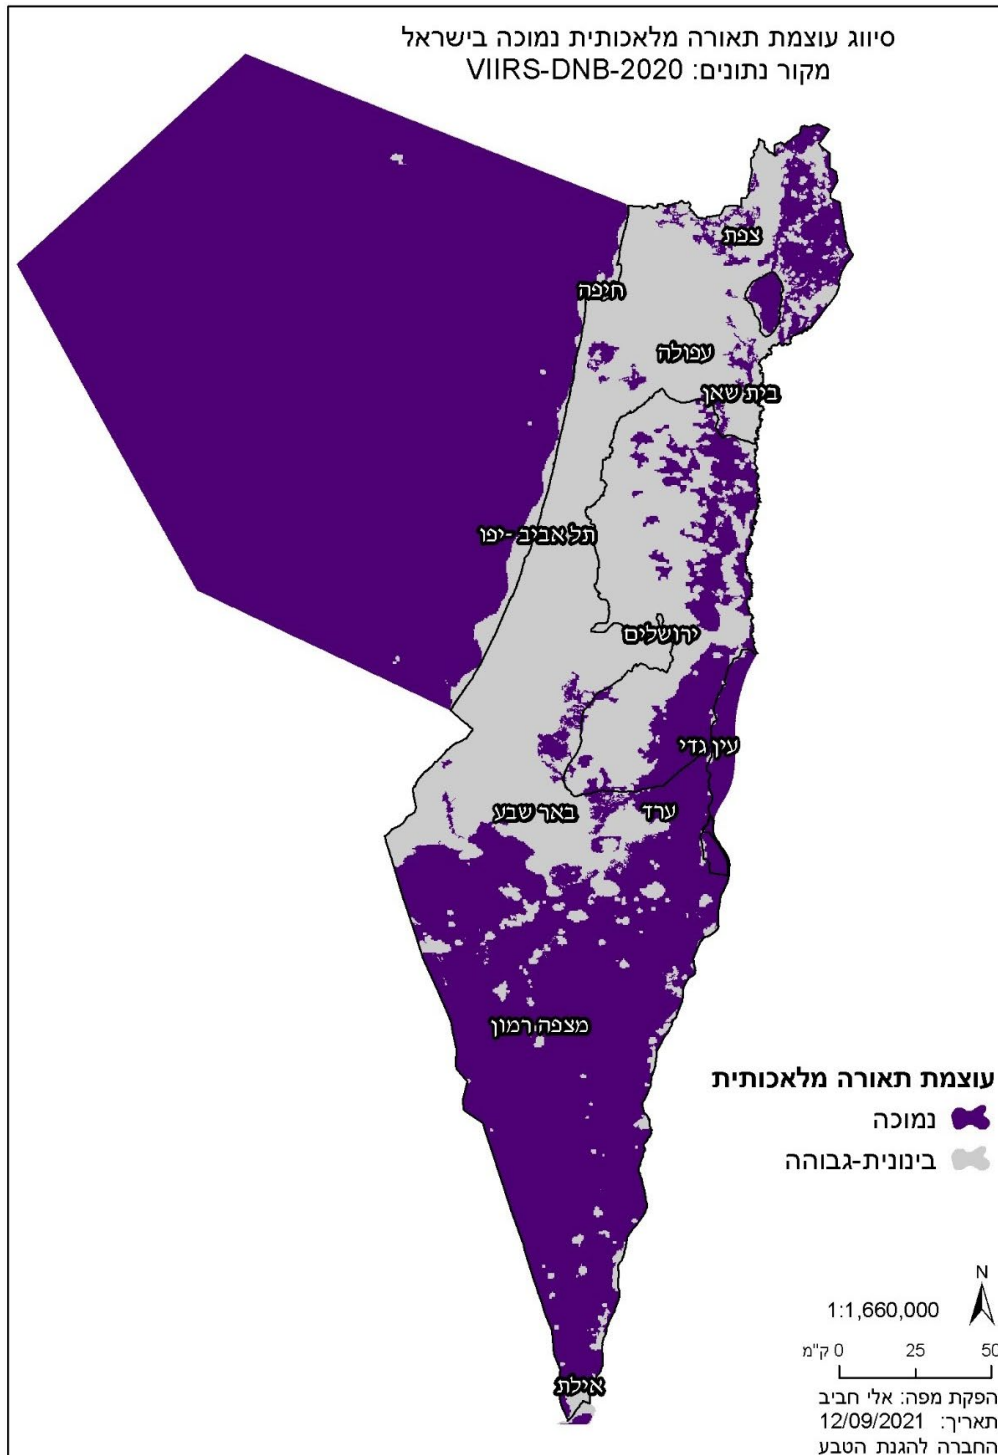 סיווג עוצמת תאורה מלאכותית נמוכה בישראל
מקור נתונים: VIIRS-DNB-2020
צפת
חיפה
עפולה
בית שאן
תל אביב -יפו
ירושלים
עין גדי
ערד
באר שבע
מצפה רמון
אילת
עוצמת תאורה מלאכותית
נמוכה
בינונית-גבוהה
N
1:1,660,000
ק"מ 0 25 50
הפקת מפה: אלי חביב
תאריך: 12/09/2021
החברה להגנת הטבע